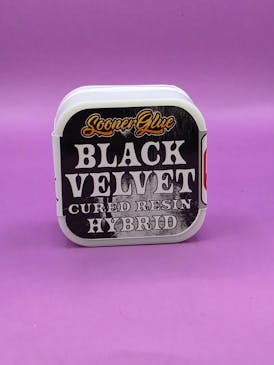 SoonerGlue
BLACK
VELVET
CURED RESIN
HYBRID